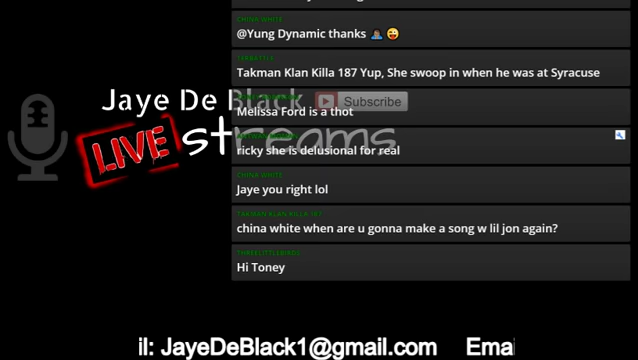 CHINA WHITE
@Yung Dynamic thanks
Takman Klan Killa 187 Yup, She swoop in when he was at Syracuse
Jaye De Black
Subscribe
Melissa Ford is a thot
LIVE
streams
ricky she is delusional for real
CHINA WHITE
Jaye you right lol
TAKMAN KLAN KILLA 187
china white when are u gonna make a song w lil jon again?
THREELITTLEBIRDS
Hi Toney
il: JayeDeBlack1@gmail.com Ema